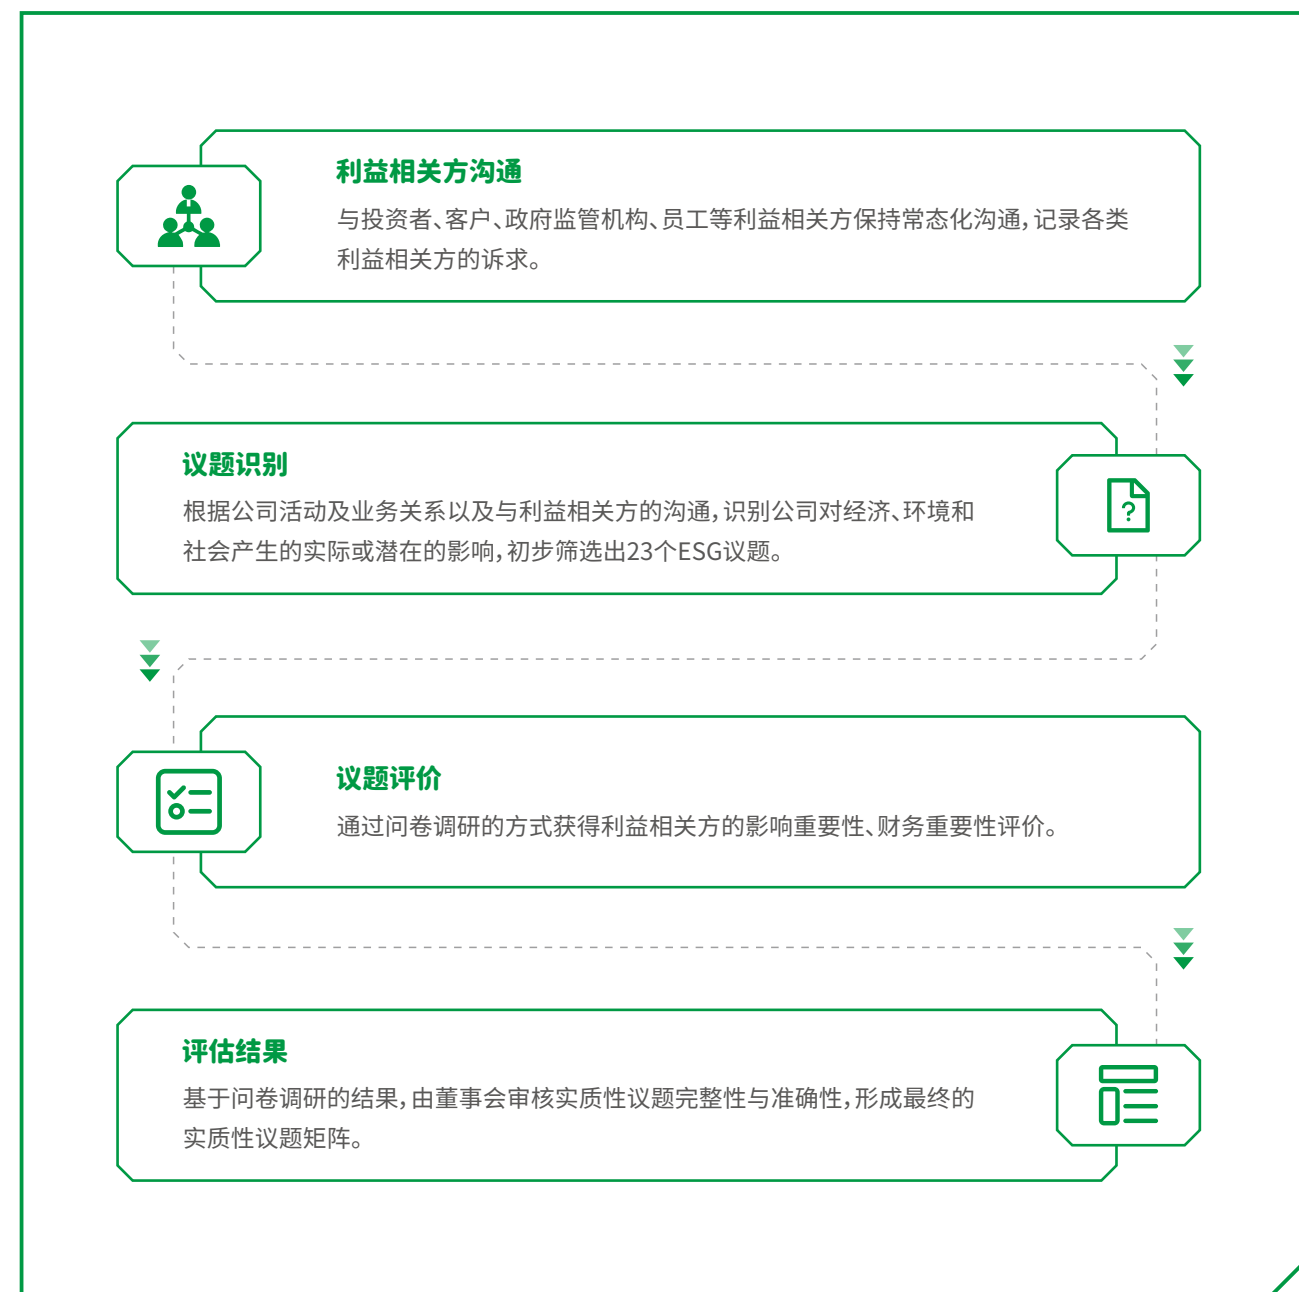 利益相关方沟通
与投资者、客户、政府监管机构、员工等利益相关方保持常态化沟通，记录各类
利益相关方的诉求。
议题识别
根据公司活动及业务关系以及与利益相关方的沟通，识别公司对经济、环境和
社会产生的实际或潜在的影响，初步筛选出23个ESG议题。
?
议题评价
通过问卷调研的方式获得利益相关方的影响重要性、财务重要性评价。
评估结果
基于问卷调研的结果，由董事会审核实质性议题完整性与准确性，形成最终的
实质性议题矩阵。